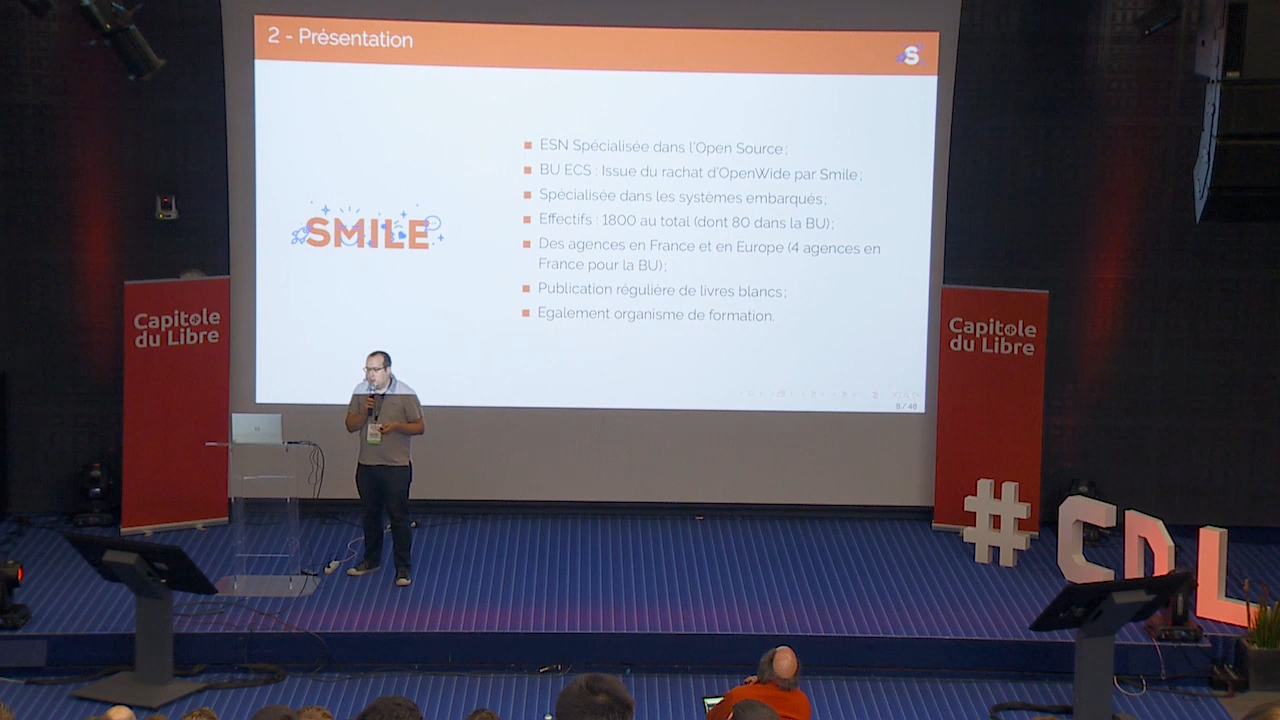 2 - Présentation
S
ESN Spécialisée dans l'Open Source;
BU ECS : Issue du rachat d'OpenWide par Smile;
Spécialisée dans les systèmes embarqués;
Effectifs : 1800 au total (dont 80 dans la BU);
Des agences en France et en Europe (4 agences en
France pour la BU);
Publication régulière de livres blancs;
Egalement organisme de formation.
SMILE
8 / 48
Capitole
du Libre
Capitole
du Libre
#CDL